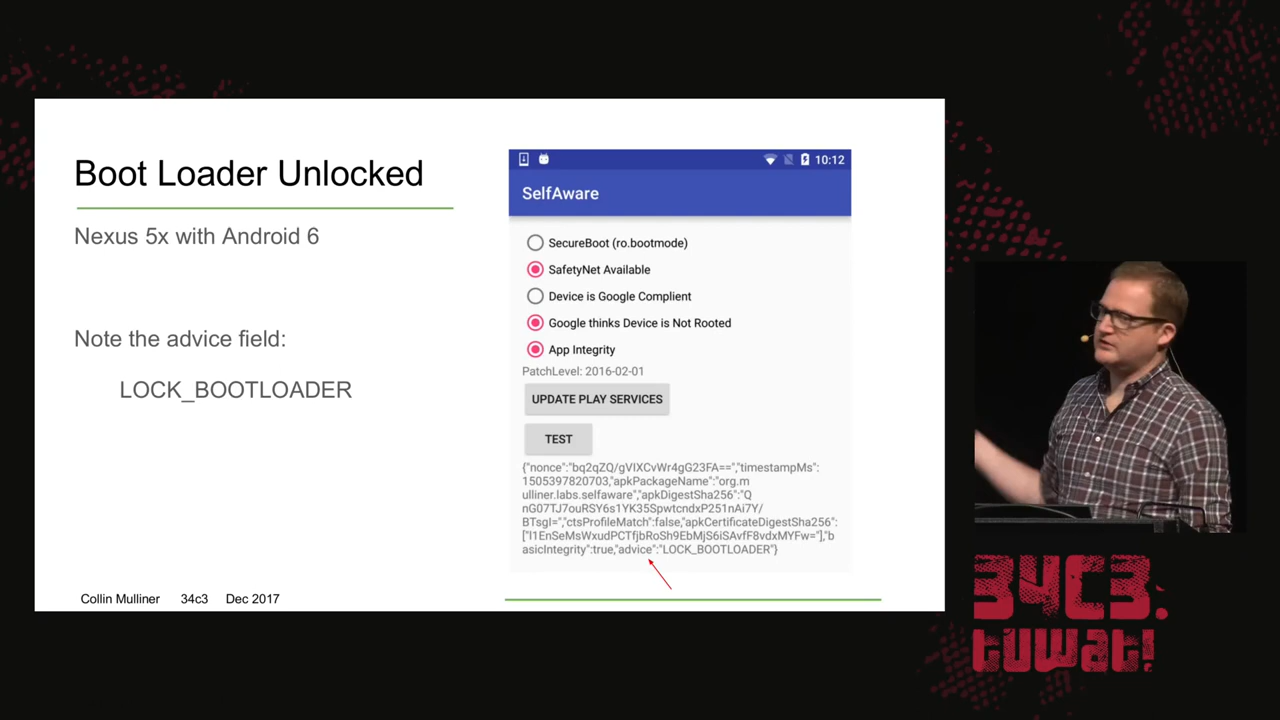 Boot Loader Unlocked
Nexus 5x with Android 6
Note the advice field:
LOCK_BOOTLOADER
10:12
SelfAware
SecureBoot (ro.bootmode)
SafetyNet Available
Device is Google Complient
Google thinks Device is Not Rooted
App Integrity
PatchLevel: 2016-02-01
UPDATE PLAY SERVICES
TEST
{"nonce":"bq2qZQ/gVIXCvWr4gG23FA==","timestampMs":
1505397820703,"apkPackageName":"org.m
ulliner.labs.selfaware","apkDigestSha256":"Q
nG07TJ7ouRSY6s1YK35SpwtcndxP251nAi7Y/
BTsgI=","ctsProfileMatch":false,"apkCertificateDigestSha256":
["I1EnSeMsWxudPCTfjbRoSh9EbMjS6iSAvfF8vdxMYFw="],"b
asicIntegrity":true,"advice":"LOCK_BOOTLOADER"}
Collin Mulliner 34c3 Dec 2017
34C3.
tuwat!